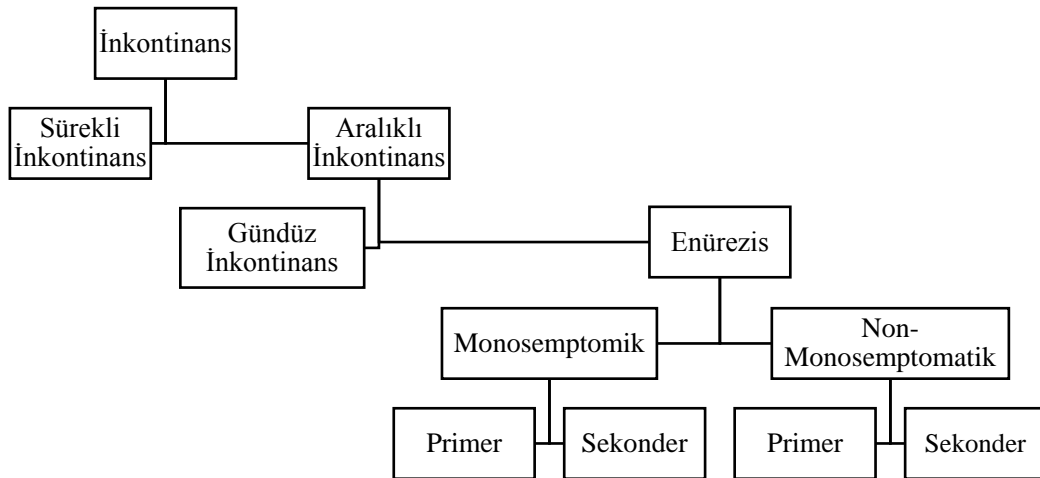 İnkontinans
Sürekli
İnkontinans
Aralıklı
İnkontinans
Gündüz
İnkontinans
Enürezis
Monosemptomik
Non-
Monosemptomatik
Primer
Sekonder
Primer
Sekonder